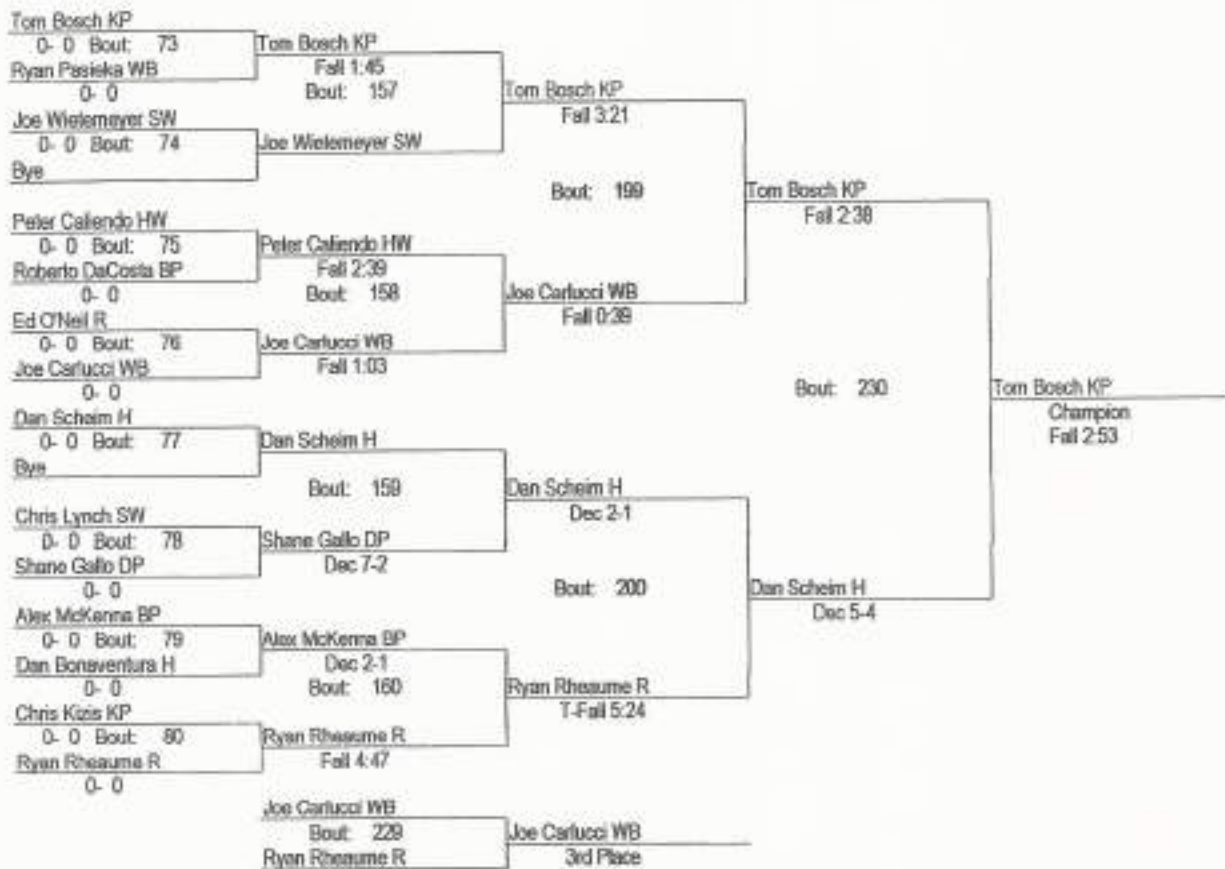 Tom Bosch KP
0- 0 Bout: 73
Ryan Pasieka WB
0- 0
Joe Wietemeyer SW
0- 0 Bout: 74
Bye
Peter Caliendo HW
0- 0 Bout: 75
Roberto DaCosta BP
0- 0
Ed O'Neil R
0- 0 Bout: 76
Joe Carlucci WB
0- 0
Dan Scheim H
0- 0 Bout: 77
Bye
Chris Lynch SW
0- 0 Bout: 78
Shane Gallo DP
0- 0
Alex McKenna BP
0- 0 Bout: 79
Dan Bonaventura H
0- 0
Chris Kizis KP
0- 0 Bout: 80
Ryan Rheaume R
0- 0
Tom Bosch KP
Fall 1:45
Bout: 157
Joe Wietemeyer SW
Peter Caliendo HW
Fall 2:39
Bout: 158
Joe Carlucci WB
Fall 1:03
Dan Scheim H
Bout: 159
Shane Gallo DP
Dec 7-2
Alex McKenna BP
Dec 2-1
Bout: 160
Ryan Rheaume R
Fall 4:47
Tom Bosch KP
Fall 3:21
Bout: 199
Joe Carlucci WB
Fall 0:39
Dan Scheim H
Dec 2-1
Bout: 200
Ryan Rheaume R
T-Fall 5:24
Tom Bosch KP
Fall 2:38
Bout: 230
Dan Scheim H
Dec 5-4
Tom Bosch KP
Champion
Fall 2:53
Joe Carlucci WB
Bout: 229
Ryan Rheaume R
Joe Carlucci WB
3rd Place